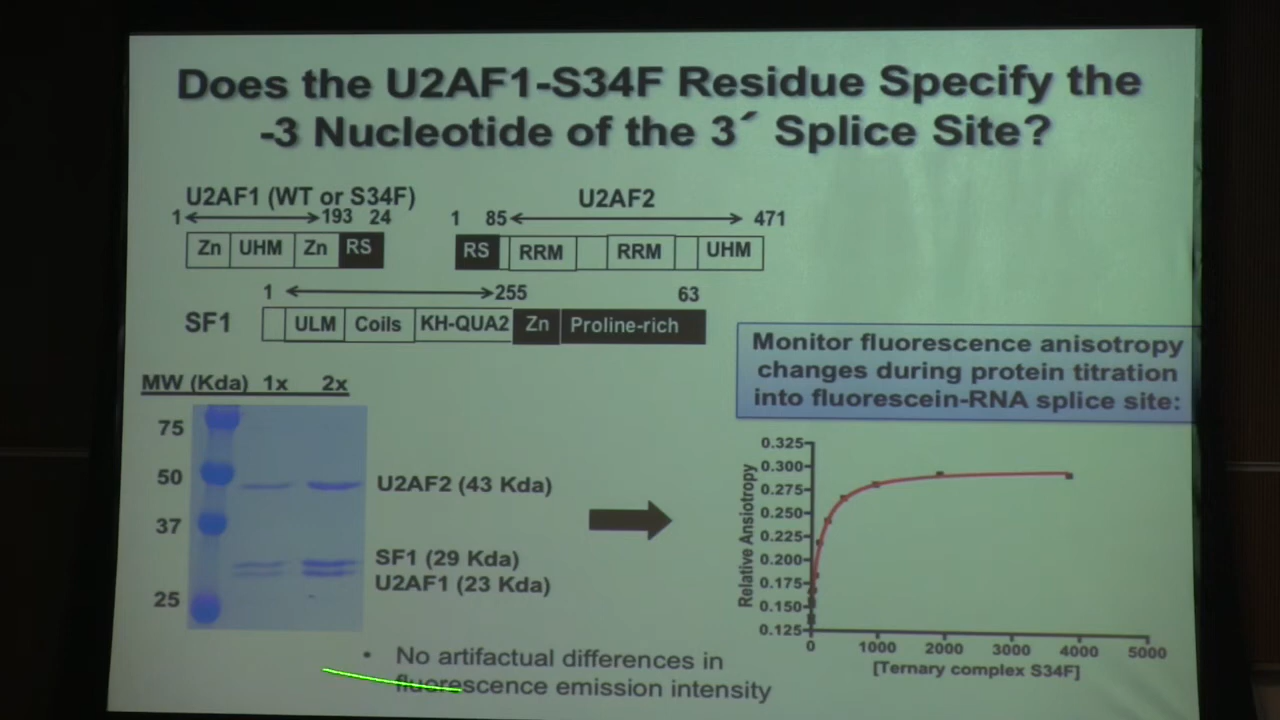 Does the U2AF1-S34F Residue Specify the
-3 Nucleotide of the 3´ Splice Site?
U2AF1 (WT or S34F)
1 193 24
Zn UHM Zn RS
U2AF2
1 85 471
RS RRM RRM UHM
1 255 63
SF1 ULM Coils KH-QUA2 Zn Proline-rich
Monitor fluorescence anisotropy
changes during protein titration
into fluorescein-RNA splice site:
MW (Kda) 1x 2x
75
50
37
25
U2AF2 (43 Kda)
SF1 (29 Kda)
U2AF1 (23 Kda)
Relative Ansiotropy
0.325
0.300
0.275
0.250
0.225
0.200
0.175
0.150
0.125
0 1000 2000 3000 4000 5000
[Ternary complex S34F]
• No artifactual differences in
fluorescence emission intensity